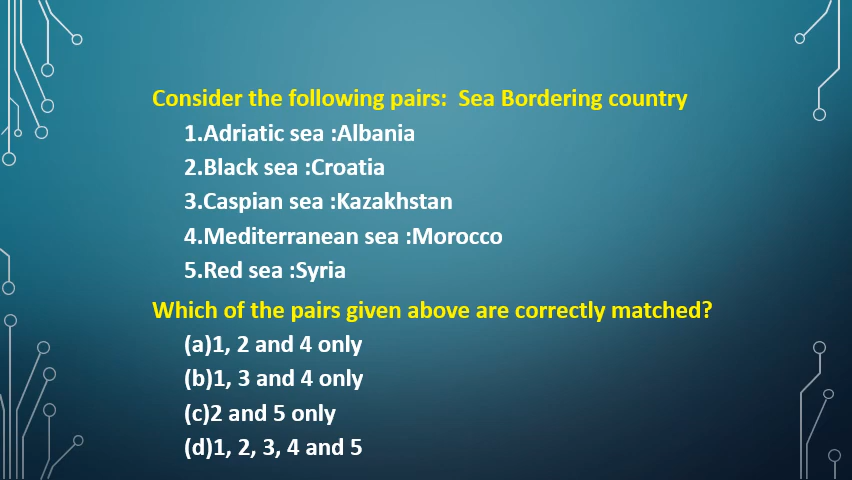 Consider the following pairs:  Sea Bordering country
1.Adriatic sea :Albania
2.Black sea :Croatia
3.Caspian sea :Kazakhstan
4.Mediterranean sea :Morocco
5.Red sea :Syria
Which of the pairs given above are correctly matched?
(a)1, 2 and 4 only
(b)1, 3 and 4 only
(c)2 and 5 only
(d)1, 2, 3, 4 and 5